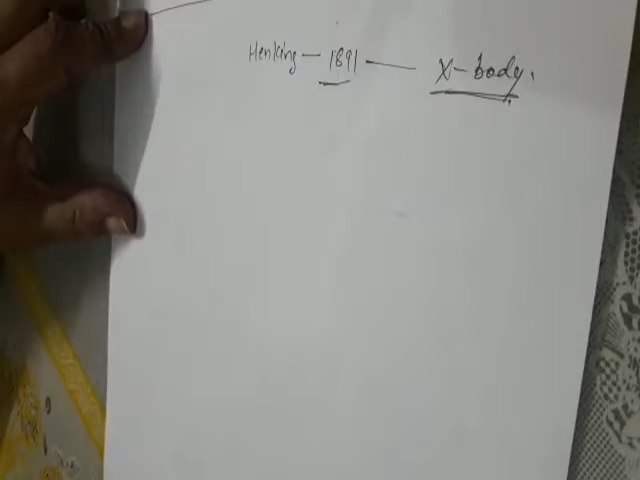 Henking – 1891 — X-body.